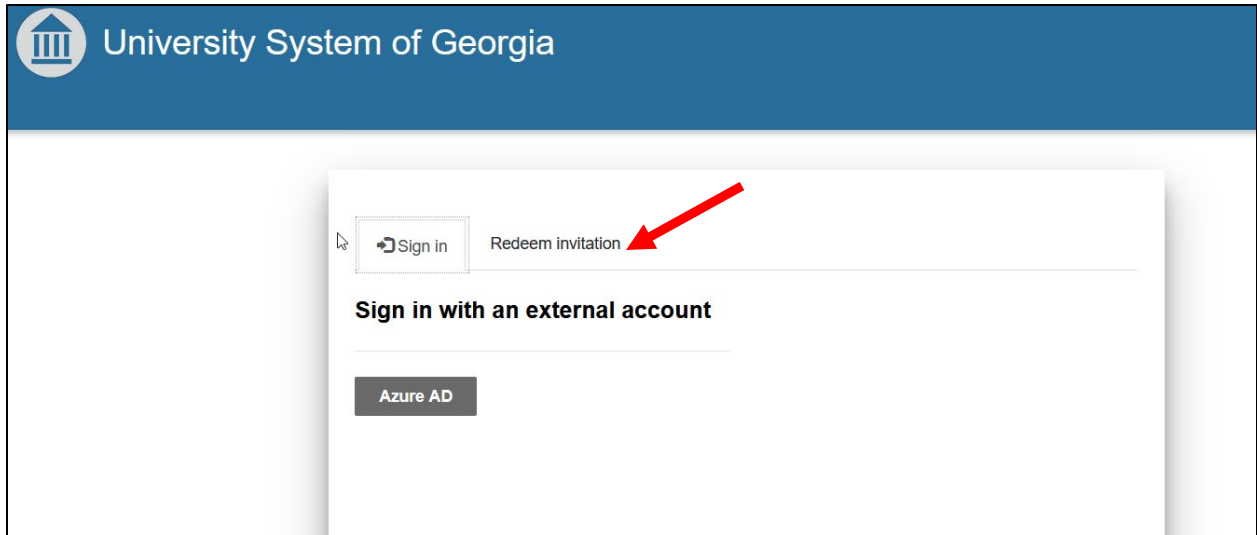 University System of Georgia
Sign in
Redeem invitation
Sign in with an external account
Azure AD